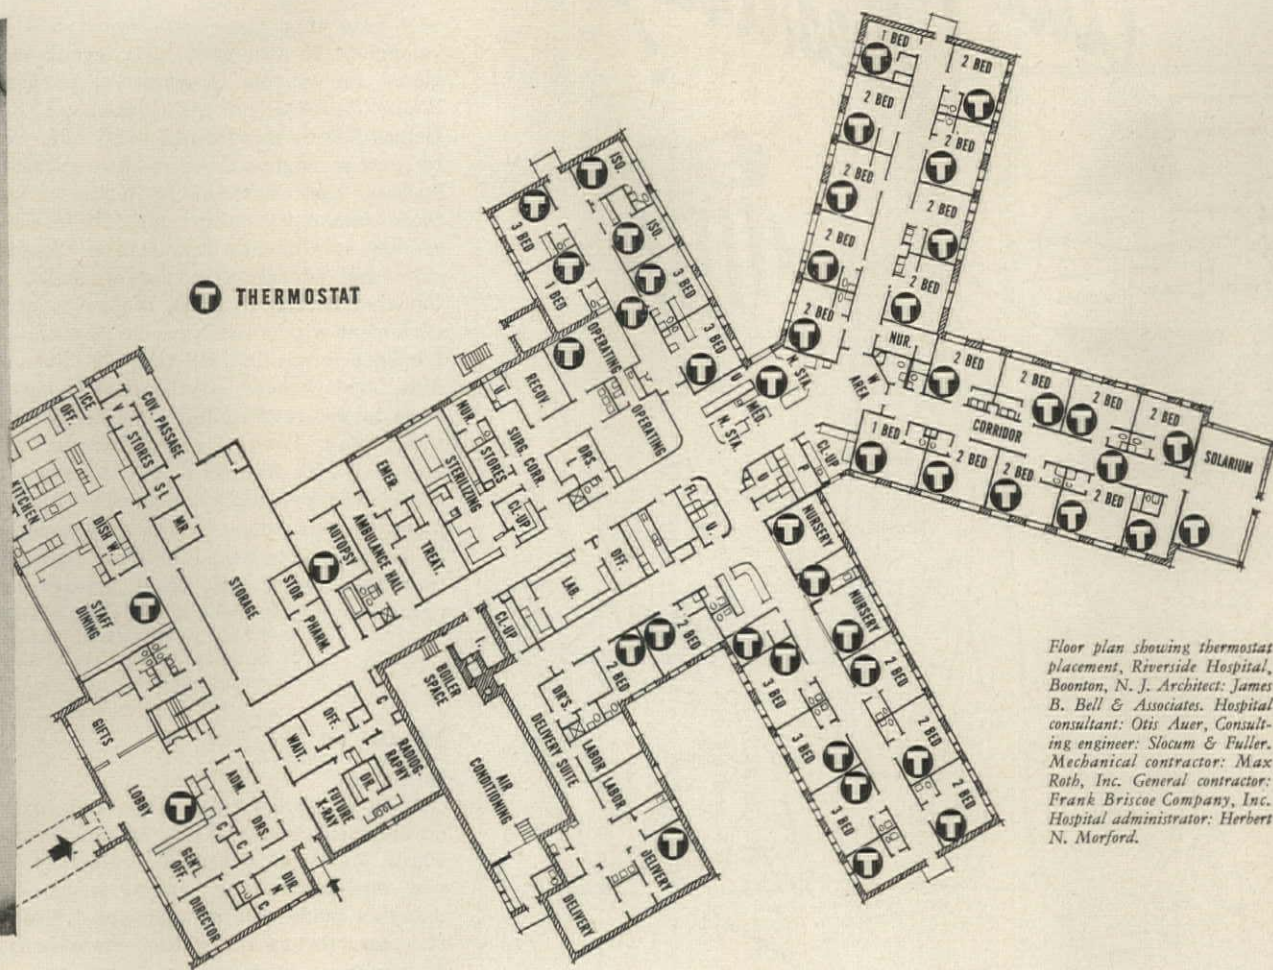 T THERMOSTAT
1 BED
2 BED
2 BED
2 BED
2 BED
2 BED
2 BED
2 BED
2 BED
2 BED
NUR.
ISO.
ISO.
3 BED
1 BED
3 BED
3 BED
OPERATING
OPERATING
RECOV.
U
NUR.
SURG. CORR.
STORES
STERILIZING
CL-UP
DRS. L
U
N. STA.
MED.
N. STA.
W. AREA
2 BED
2 BED
2 BED
2 BED
CORRIDOR
1 BED
2 BED
2 BED
2 BED
SOLARIUM
CL-UP
P
U
COV. PASSAGE
ICE
OFF.
V
STORES
S-L
MR
KITCHEN
DISH W.
STAFF
DINING
STORAGE
STOR
PHARM.
EMER
AUTOPSY
AMBULANCE HALL
TREAT.
LAB.
OFF.
U.
CL-UP
I.
BOILER
SPACE
AIR
CONDITIONING
DR'S.
DELIVERY SUITE
LABOR
LABOR
DELIVERY
DELIVERY
2 BED
2 BED
NURSERY
NURSERY
2 BED
2 BED
2 BED
3 BED
3 BED
3 BED
GIFTS
LOBBY
ADM.
DRS.
C
C
GEN'L.
OFF.
DIR.
N
C
DIRECTOR
WAIT.
OFF.
C
RADIOG-
RAPHY
DR.
FUTURE
X-RAY
Floor plan showing thermostat
placement, Riverside Hospital,
Boonton, N. J. Architect: James
B. Bell & Associates. Hospital
consultant: Otis Auer, Consult-
ing engineer: Slocum & Fuller.
Mechanical contractor: Max
Roth, Inc. General contractor:
Frank Briscoe Company, Inc.
Hospital administrator: Herbert
N. Morford.